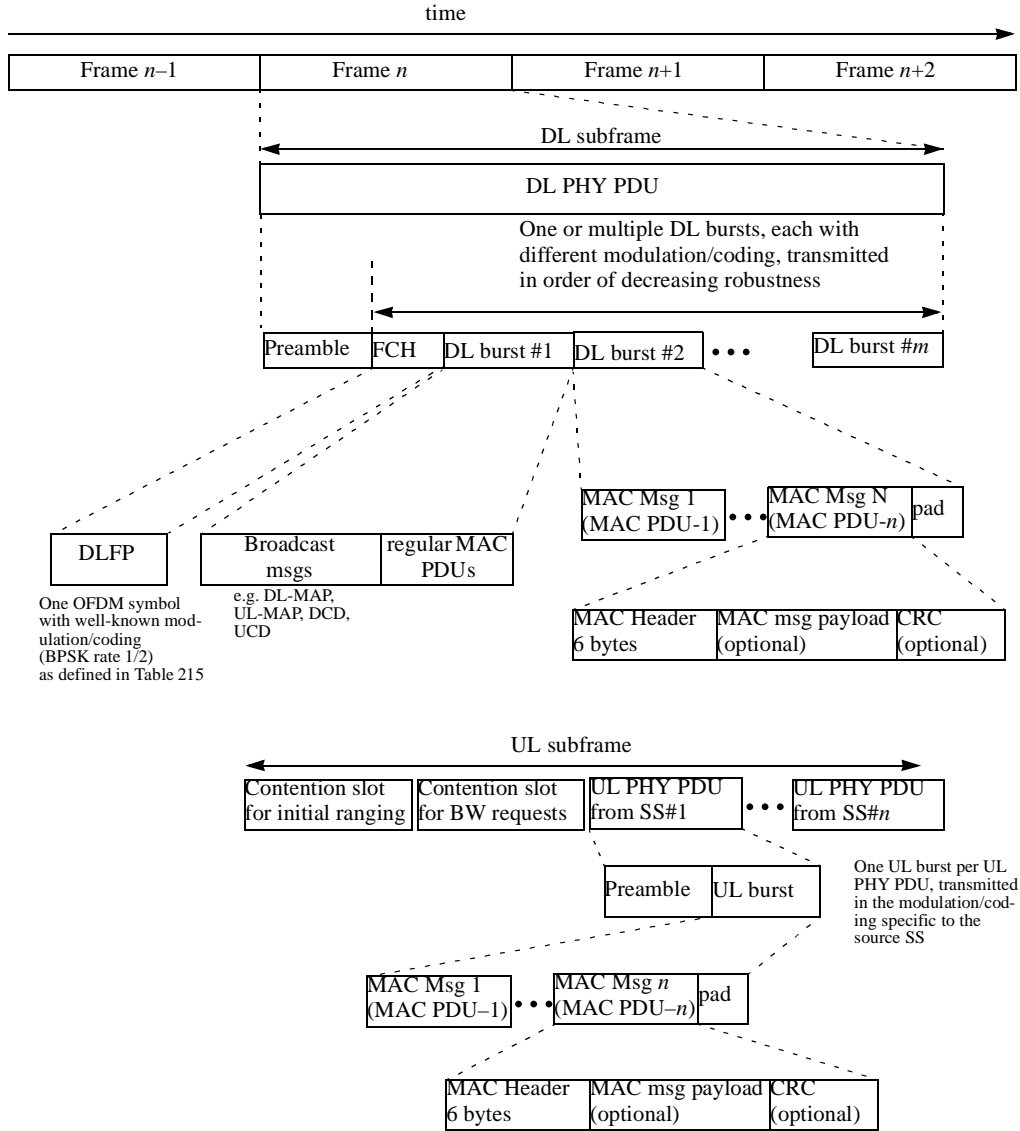 time
Frame n–1
Frame n
Frame n+1
Frame n+2
DL subframe
DL PHY PDU
One or multiple DL bursts, each with
different modulation/coding, transmitted
in order of decreasing robustness
Preamble
FCH
DL burst #1
DL burst #2
•••
DL burst #m
MAC Msg 1
(MAC PDU-1)
•••
MAC Msg N
(MAC PDU-n)
pad
DLFP
Broadcast
msgs
regular MAC
PDUs
One OFDM symbol
with well-known mod-
ulation/coding
(BPSK rate 1/2)
as defined in Table 215
e.g. DL-MAP,
UL-MAP, DCD,
UCD
MAC Header
6 bytes
MAC msg payload
(optional)
CRC
(optional)
UL subframe
Contention slot
for initial ranging
Contention slot
for BW requests
UL PHY PDU
from SS#1
•••
UL PHY PDU
from SS#n
Preamble
UL burst
One UL burst per UL
PHY PDU, transmitted
in the modulation/cod-
ing specific to the
source SS
MAC Msg 1
(MAC PDU–1)
•••
MAC Msg n
(MAC PDU–n)
pad
MAC Header
6 bytes
MAC msg payload
(optional)
CRC
(optional)